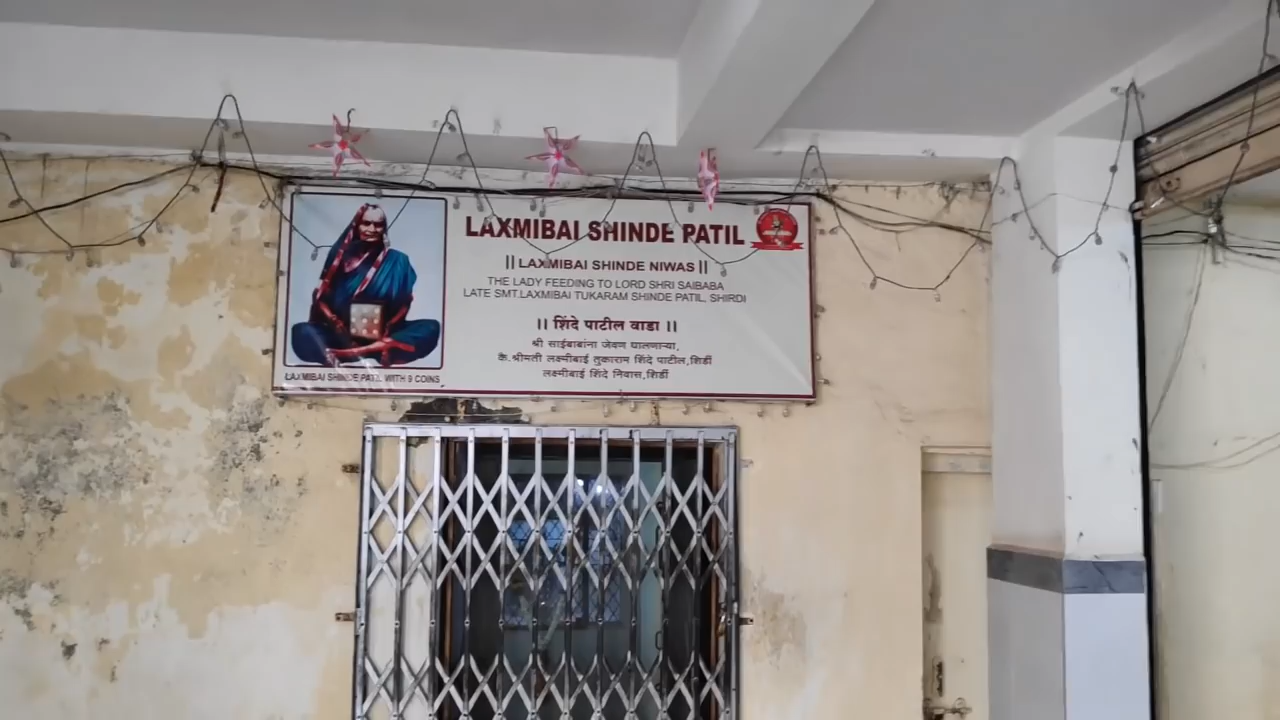 LAXMIBAI SHINDE PATIL
|| LAXMIBAI SHINDE NIWAS ||
THE LADY FEEDING TO LORD SHRI SAIBABA
LATE SMT.LAXMIBAI TUKARAM SHINDE PATIL, SHIRDI
।। शिंदे पाटील वाडा ।।
श्री साईबाबांना जेवण घालणाऱ्या,
कै.श्रीमती लक्ष्मीबाई तुकाराम शिंदे पाटील,शिर्डी
लक्ष्मीबाई शिंदे निवास,शिर्डी
LAXMIBAI SHINDE PATIL WITH 9 COINS